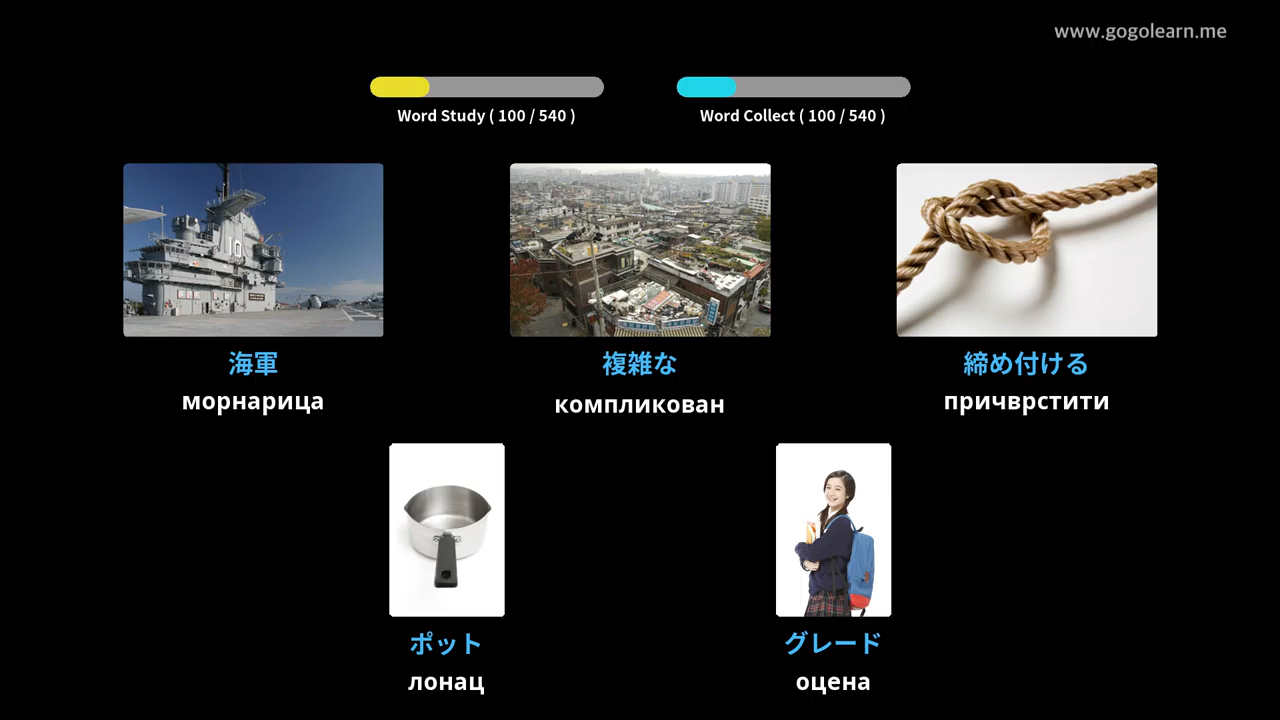 www.gogolearn.me
Word Study ( 100 / 540 )
Word Collect ( 100 / 540 )
海軍
морнарица
複雑な
компликован
締め付ける
причврстити
ポット
лонац
グレード
оцена